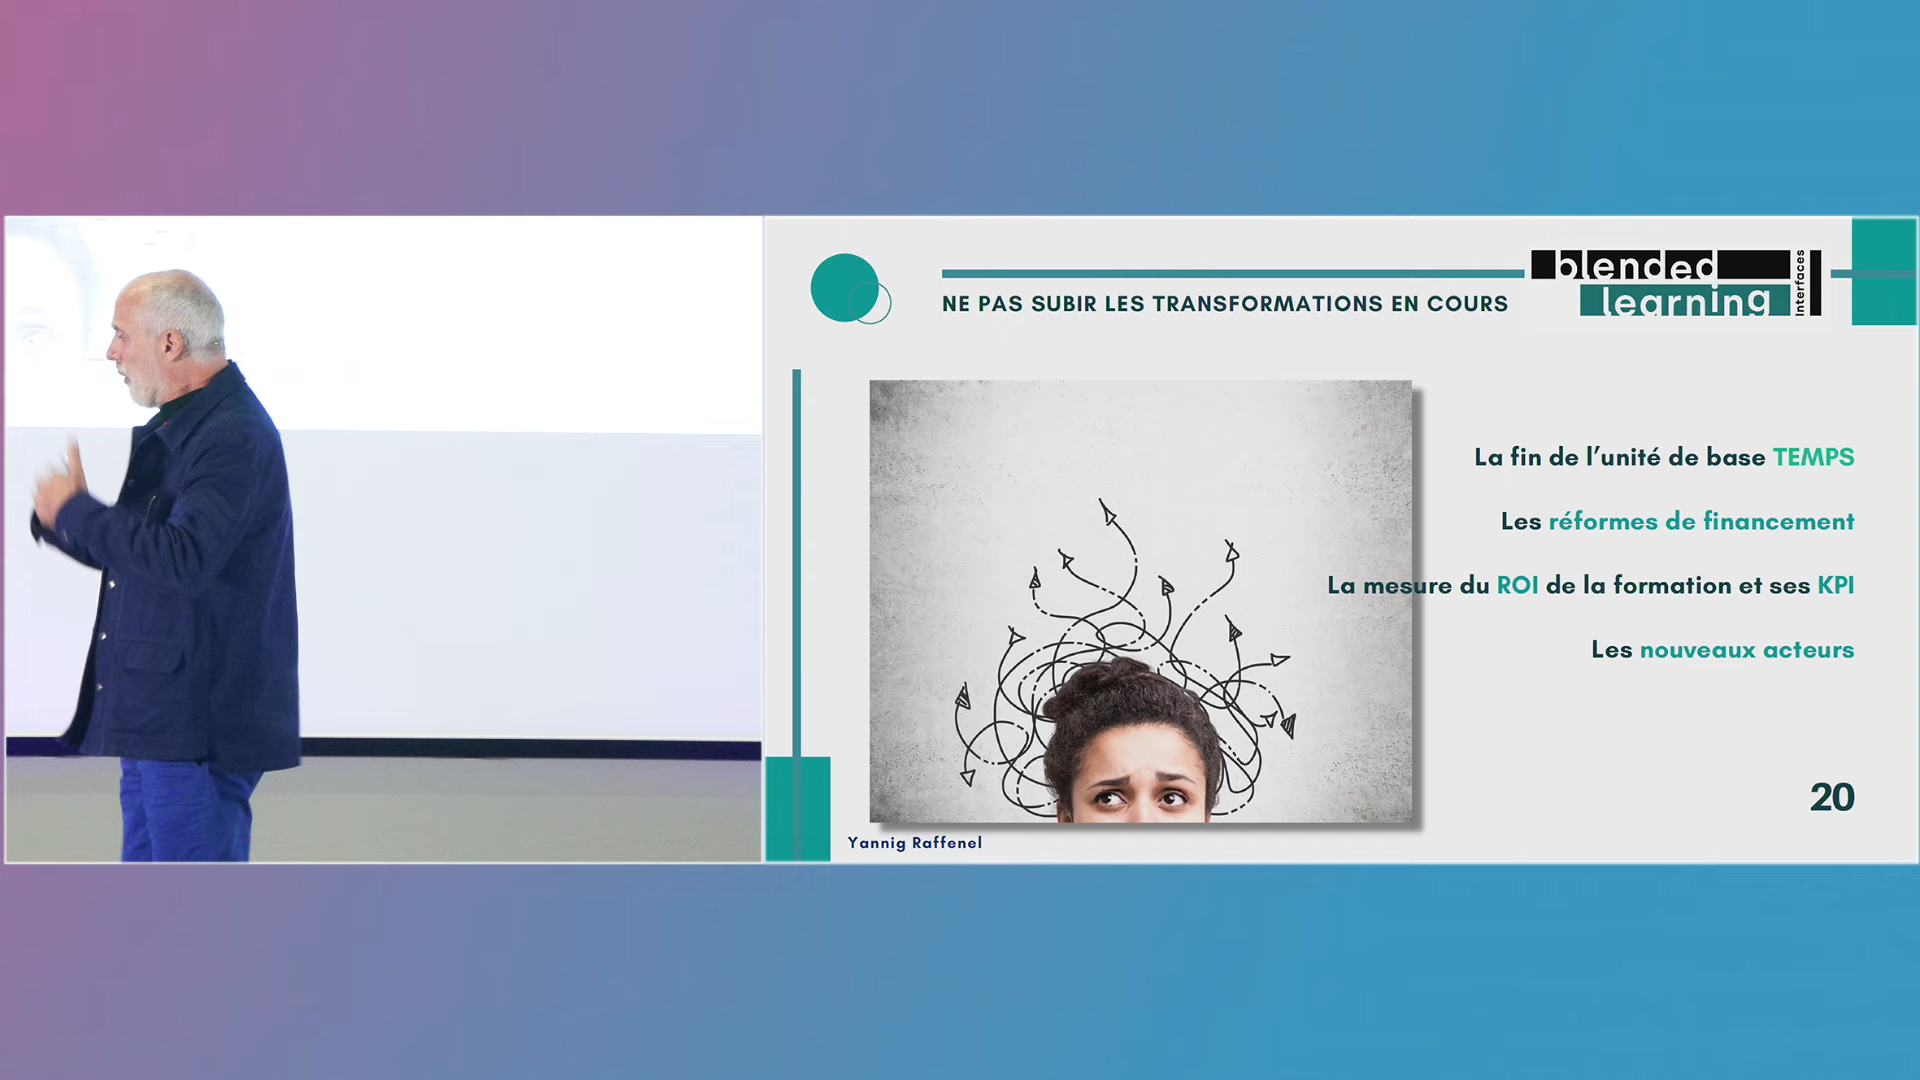 NE PAS SUBIR LES TRANSFORMATIONS EN COURS
blended
learning
Interfaces
La fin de l’unité de base TEMPS
Les réformes de financement
La mesure du ROI de la formation et ses KPI
Les nouveaux acteurs
20
Yannig Raffenel